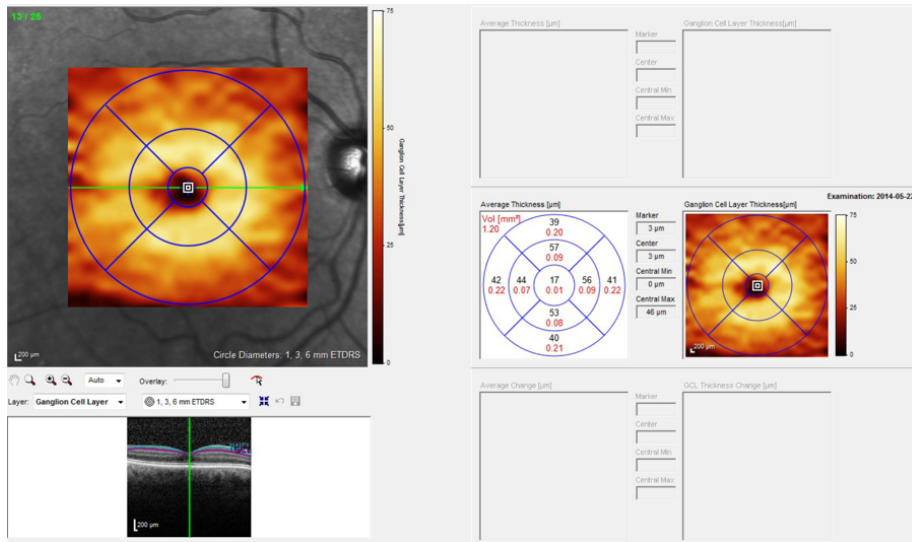 13 / 25
75
50
25
0
Ganglion Cell Layer Thickness [µm]
200 µm
Circle Diameters: 1, 3, 6 mm ETDRS
Auto
Overlay:
Layer: Ganglion Cell Layer
1, 3, 6 mm ETDRS
200 µm
Average Thickness [µm]
Marker
Center
Central Min
Central Max
Ganglion Cell Layer Thickness [µm]
Examination: 2014-05-22
Average Thickness [µm]
Vol [mm³]
1.20
39
0.20
57
0.09
42 44 17 56 41
0.22 0.07 0.01 0.09 0.22
53
0.08
40
0.21
Marker
3 µm
Center
3 µm
Central Min
0 µm
Central Max
46 µm
Ganglion Cell Layer Thickness [µm]
75
50
25
0
200 µm
Average Change [µm]
Marker
Center
Central Min
Central Max
GCL Thickness Change [µm]